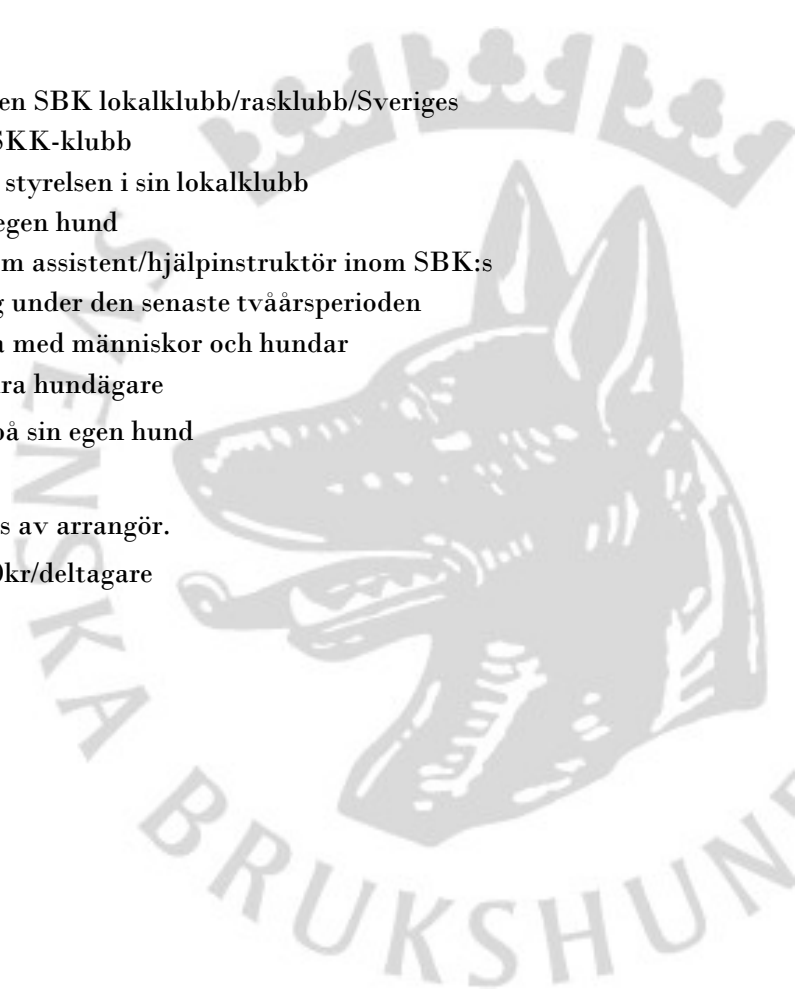 en SBK lokalklubb/rasklubb/Sveriges
SKK-klubb
styrelsen i sin lokalklubb
egen hund
m assistent/hjälpinstruktör inom SBK:s
g under den senaste tvåårsperioden
a med människor och hundar
ra hundägare
på sin egen hund
s av arrangör.
0kr/deltagare
SVENSKA BRUKSHUN